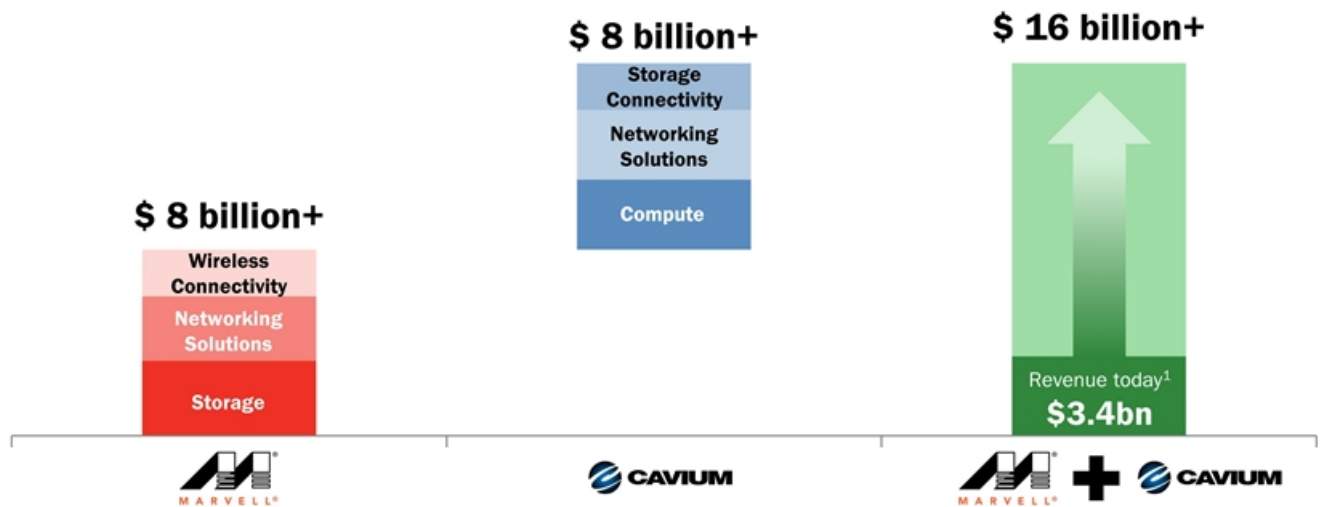 $ 8 billion+
Wireless
Connectivity
Networking
Solutions
Storage
MARVELL®
$ 8 billion+
Storage
Connectivity
Networking
Solutions
Compute
CAVIUM
$ 16 billion+
Revenue today¹
$3.4bn
MARVELL®
+
CAVIUM